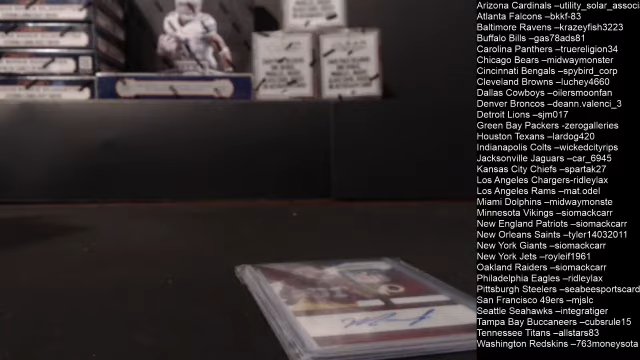 Arizona Cardinals –utility_solar_associ
Atlanta Falcons –bkkf-83
Baltimore Ravens –krazeyfish3223
Buffalo Bills –gas78ads81
Carolina Panthers –truereligion34
Chicago Bears –midwaymonster
Cincinnati Bengals –spybird_corp
Cleveland Browns –luchey4660
Dallas Cowboys –oilersmoonfan
Denver Broncos –deann.valenci_3
Detroit Lions –sjm017
Green Bay Packers -zerogalleries
Houston Texans –lardog420
Indianapolis Colts –wickedcityrips
Jacksonville Jaguars –car_6945
Kansas City Chiefs –spartak27
Los Angeles Chargers-ridleylax
Los Angeles Rams –mat.odel
Miami Dolphins –midwaymonste
Minnesota Vikings –siomackcarr
New England Patriots –siomackcarr
New Orleans Saints –tyler14032011
New York Giants –siomackcarr
New York Jets –royleif1961
Oakland Raiders –siomackcarr
Philadelphia Eagles –ridleylax
Pittsburgh Steelers –seabeesportscard
San Francisco 49ers –mjslc
Seattle Seahawks –integratiger
Tampa Bay Buccaneers –cubsrule15
Tennessee Titans –allstars83
Washington Redskins –763moneysota